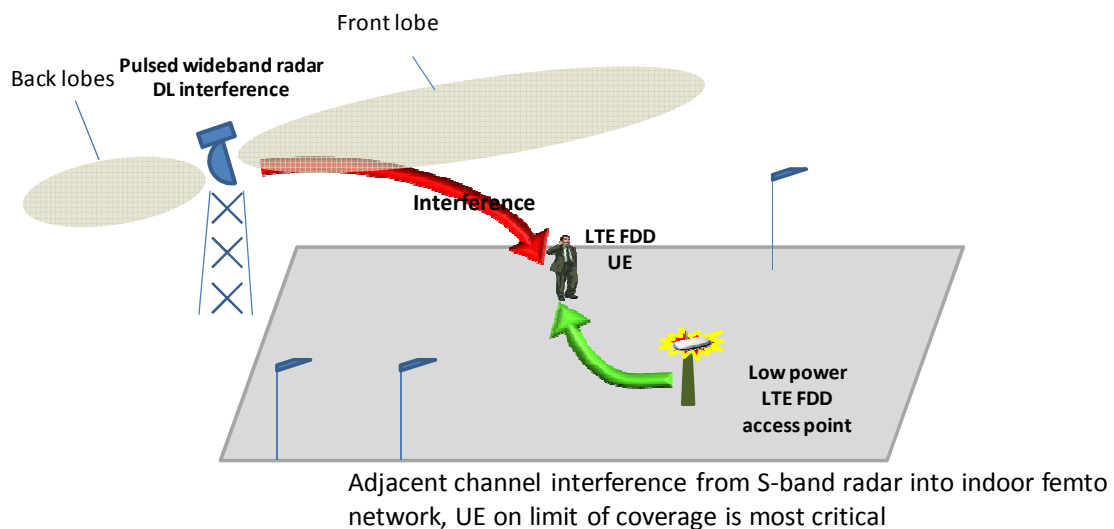 Front lobe
Back lobes
Pulsed wideband radar
DL interference
Interference
LTE FDD
UE
Low power
LTE FDD
access point
Adjacent channel interference from S-band radar into indoor femto
network, UE on limit of coverage is most critical